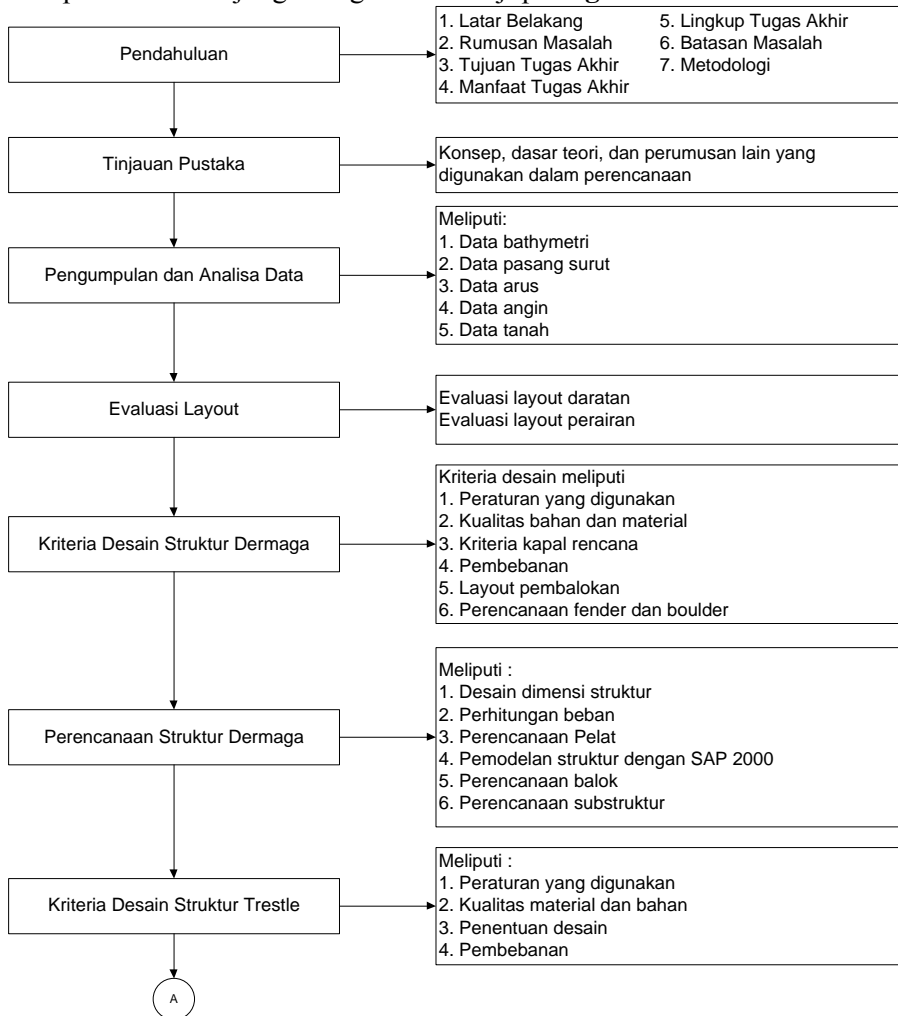 Pendahuluan
1. Latar Belakang
2. Rumusan Masalah
3. Tujuan Tugas Akhir
4. Manfaat Tugas Akhir
5. Lingkup Tugas Akhir
6. Batasan Masalah
7. Metodologi
Tinjauan Pustaka
Konsep, dasar teori, dan perumusan lain yang
digunakan dalam perencanaan
Pengumpulan dan Analisa Data
Meliputi:
1. Data bathymetri
2. Data pasang surut
3. Data arus
4. Data angin
5. Data tanah
Evaluasi Layout
Evaluasi layout daratan
Evaluasi layout perairan
Kriteria Desain Struktur Dermaga
Kriteria desain meliputi
1. Peraturan yang digunakan
2. Kualitas bahan dan material
3. Kriteria kapal rencana
4. Pembebanan
5. Layout pembalokan
6. Perencanaan fender dan boulder
Perencanaan Struktur Dermaga
Meliputi :
1. Desain dimensi struktur
2. Perhitungan beban
3. Perencanaan Pelat
4. Pemodelan struktur dengan SAP 2000
5. Perencanaan balok
6. Perencanaan substruktur
Kriteria Desain Struktur Trestle
Meliputi :
1. Peraturan yang digunakan
2. Kualitas material dan bahan
3. Penentuan desain
4. Pembebanan
A